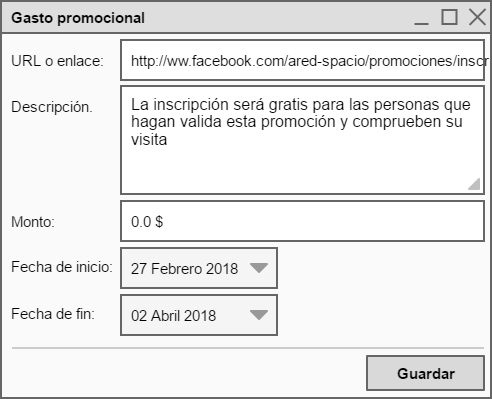 Gasto promocional
URL o enlace: http://ww.facebook.com/ared-spacio/promociones/inscr
Descripción. La inscripción será gratis para las personas que
hagan valida esta promoción y comprueben su
visita
Monto: 0.0 $
Fecha de inicio: 27 Febrero 2018
Fecha de fin: 02 Abril 2018
Guardar